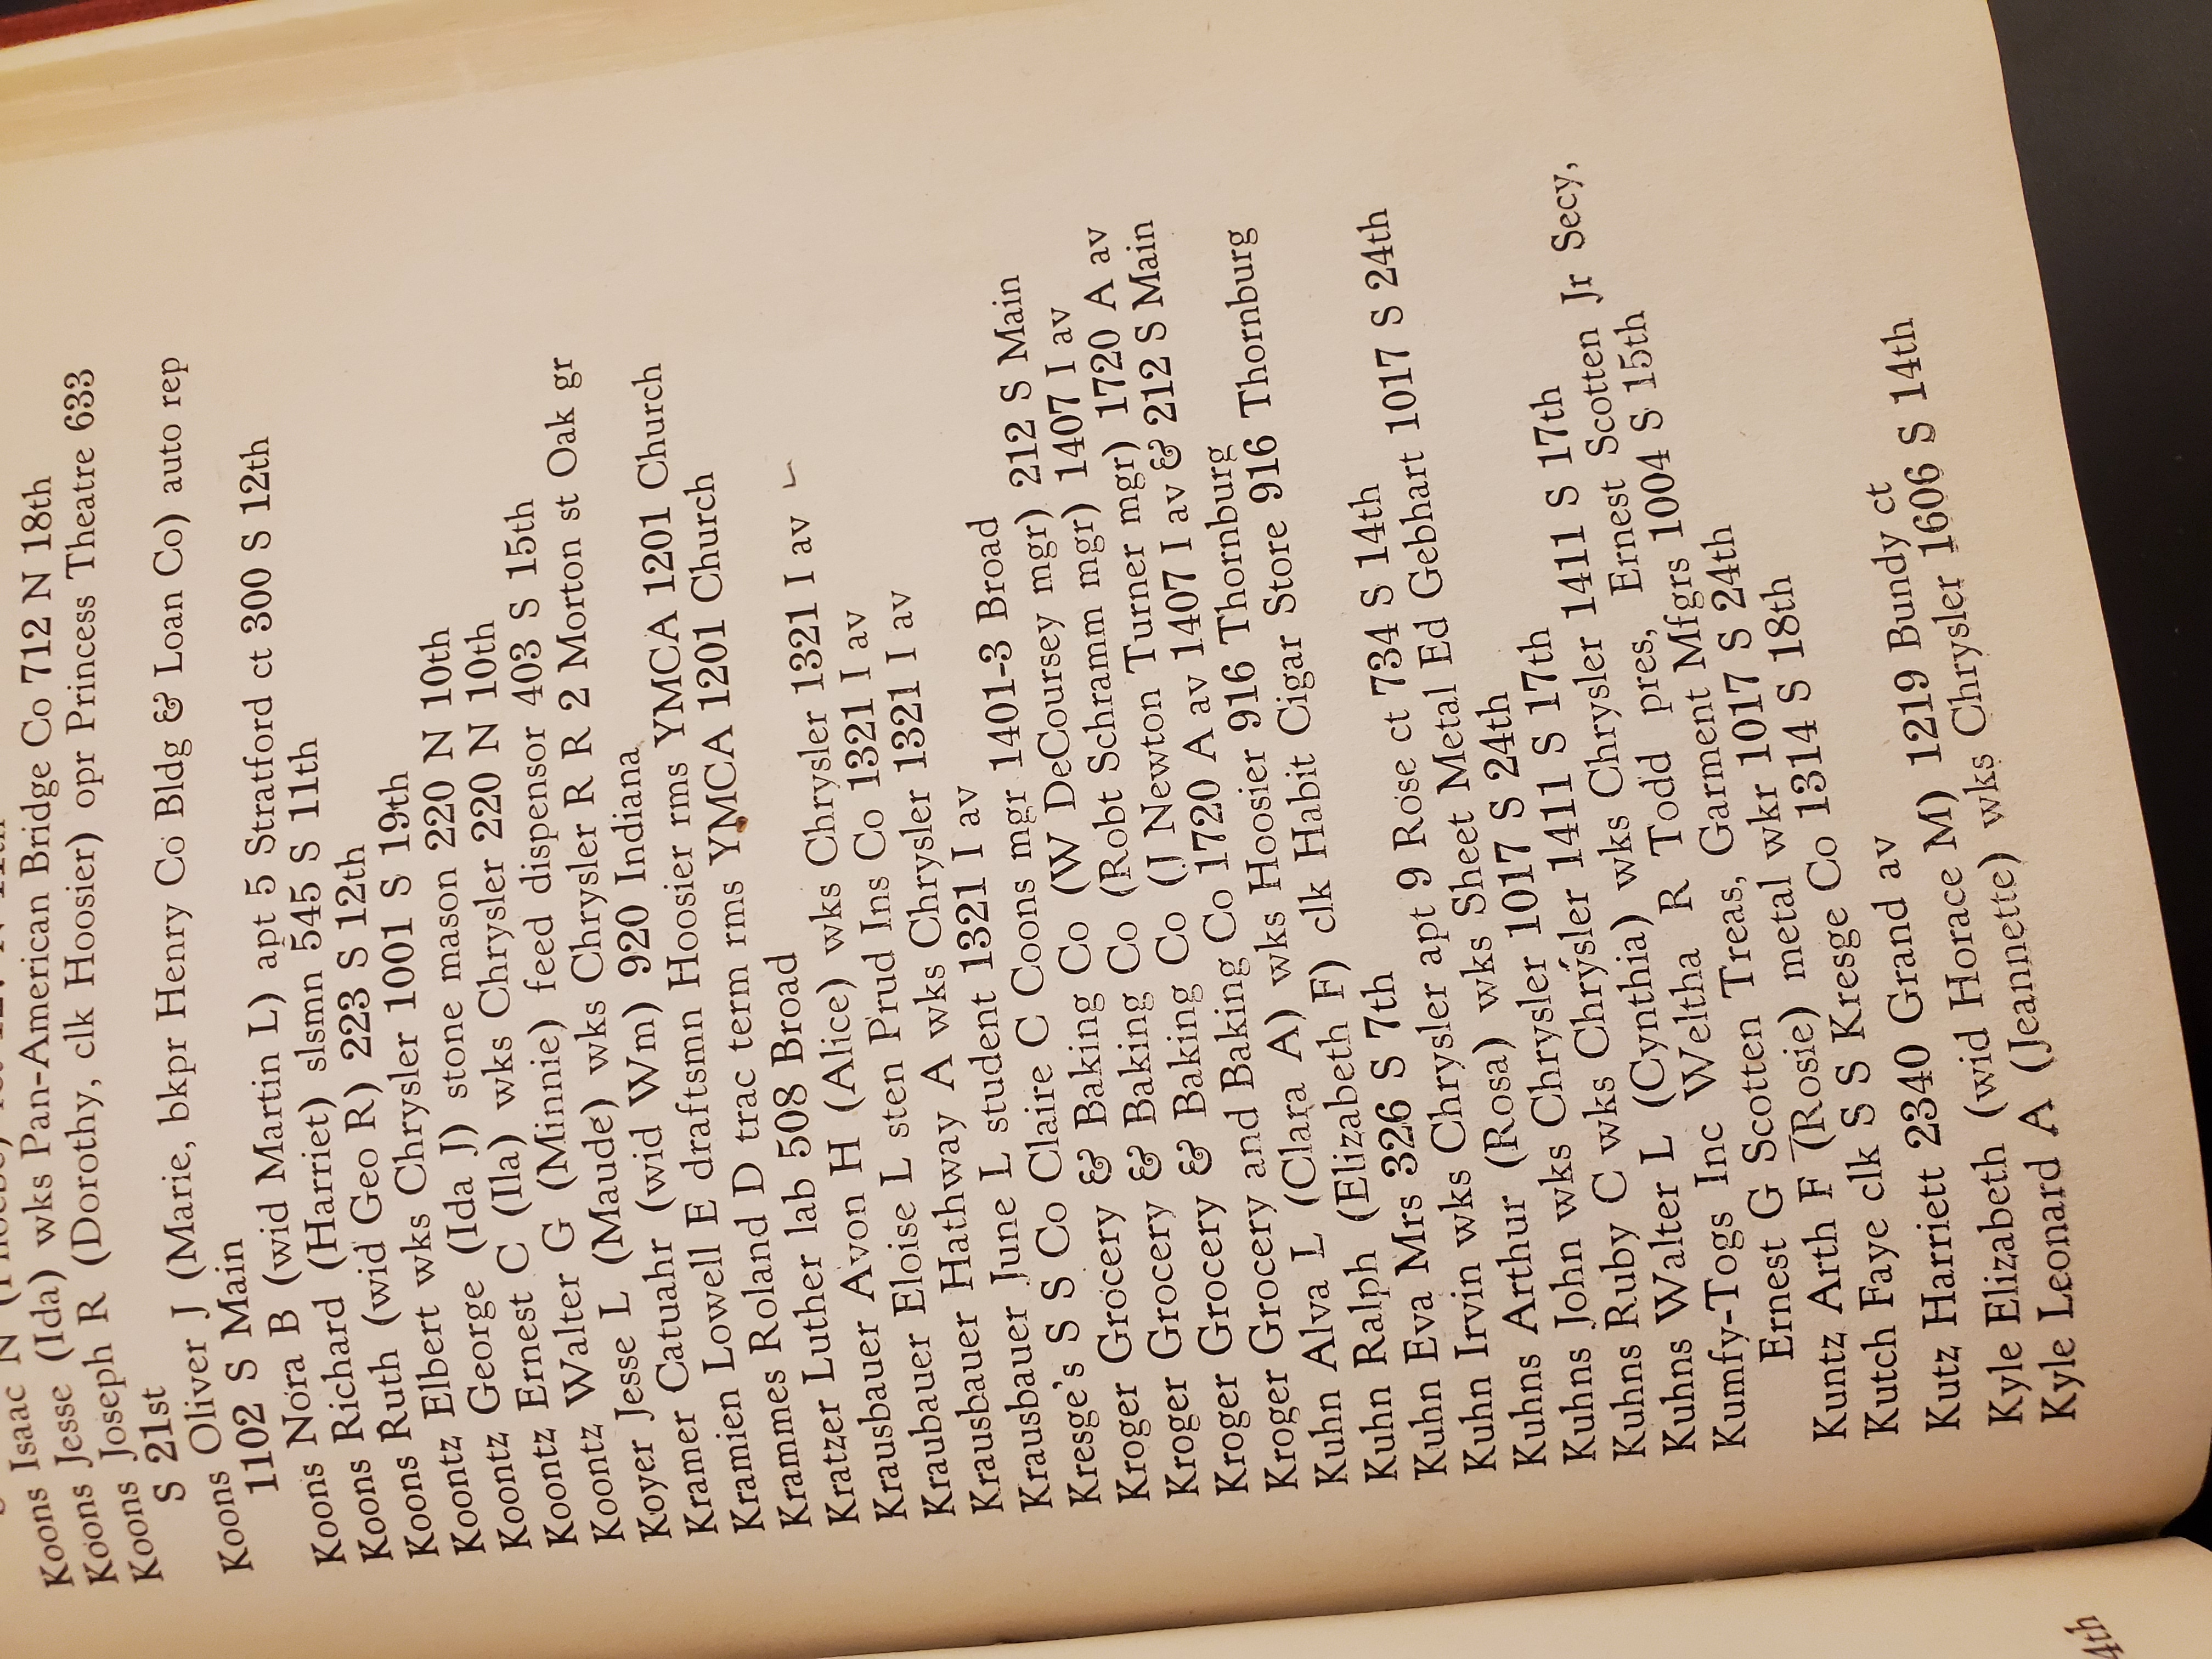 Koons Isaac N
Koons Jesse (Ida) wks Pan-American Bridge Co 712 N 18th
Koons Joseph R (Dorothy, clk Hoosier) opr Princess Theatre 633
S 21st
Koons Oliver J (Marie, bkpr Henry Co Bldg & Loan Co) auto rep
1102 S Main
Koons Nora B (wid Martin L) apt 5 Stratford ct 300 S 12th
Koons Richard (Harriet) slsmn 545 S 11th
Koons Ruth (wid Geo R) 223 S 12th
Koontz Elbert wks Chrysler 1001 S 19th
Koontz George (Ida J) stone mason 220 N 10th
Koontz Ernest C (Ila) wks Chrysler 220 N 10th
Koontz Walter G (Minnie) feed dispensor 403 S 15th
Koyer Jesse L (Maude) wks Chrysler R R 2 Morton st Oak gr
Kramer Catuahr (wid Wm) 920 Indiana
Kramien Lowell E draftsmn Hoosier rms YMCA 1201 Church
Krammes Roland D trac term rms YMCA 1201 Church
Kratzer Luther lab 508 Broad
Krausbauer Avon H (Alice) wks Chrysler 1321 I av
Kraubauer Eloise L sten Prud Ins Co 1321 I av
Krausbauer Hathway A wks Chrysler 1321 I av
Krausbauer June L student 1321 I av
Kresge's S S Co Claire C Coons mgr 1401-3 Broad
Kroger Grocery & Baking Co (W DeCoursey mgr) 212 S Main
Kroger Grocery & Baking Co (Robt Schramm mgr) 1407 I av
Kroger Grocery & Baking Co (J Newton Turner mgr) 1720 A av
Kroger Grocery and Baking Co 1720 A av 1407 I av & 212 S Main
Kuhn Alva L (Clara A) wks Hoosier 916 Thornburg
Kuhn Ralph (Elizabeth F) clk Habit Cigar Store 916 Thornburg
Kuhn Eva Mrs 326 S 7th
Kuhn Irvin wks Chrysler apt 9 Rose ct 734 S 14th
Kuhns Arthur (Rosa) wks Sheet Metal Ed Gebhart 1017 S 24th
Kuhns John wks Chrysler 1017 S 24th
Kuhns Ruby C wks Chrysler 1411 S 17th
Kuhns Walter L (Cynthia) wks Chrysler 1411 S 17th
Kumfy-Togs Inc Weltha R Todd pres, Ernest Scotten Jr Secy,
Ernest G Scotten Treas, Garment Mfgrs 1004 S 15th
Kuntz Arth F (Rosie) metal wkr 1017 S 24th
Kutch Faye clk S S Kresge Co 1314 S 18th
Kutz Harriett 2340 Grand av
Kyle Elizabeth (wid Horace M) 1219 Bundy ct
Kyle Leonard A (Jeannette) wks Chrysler 1606 S 14th
4th